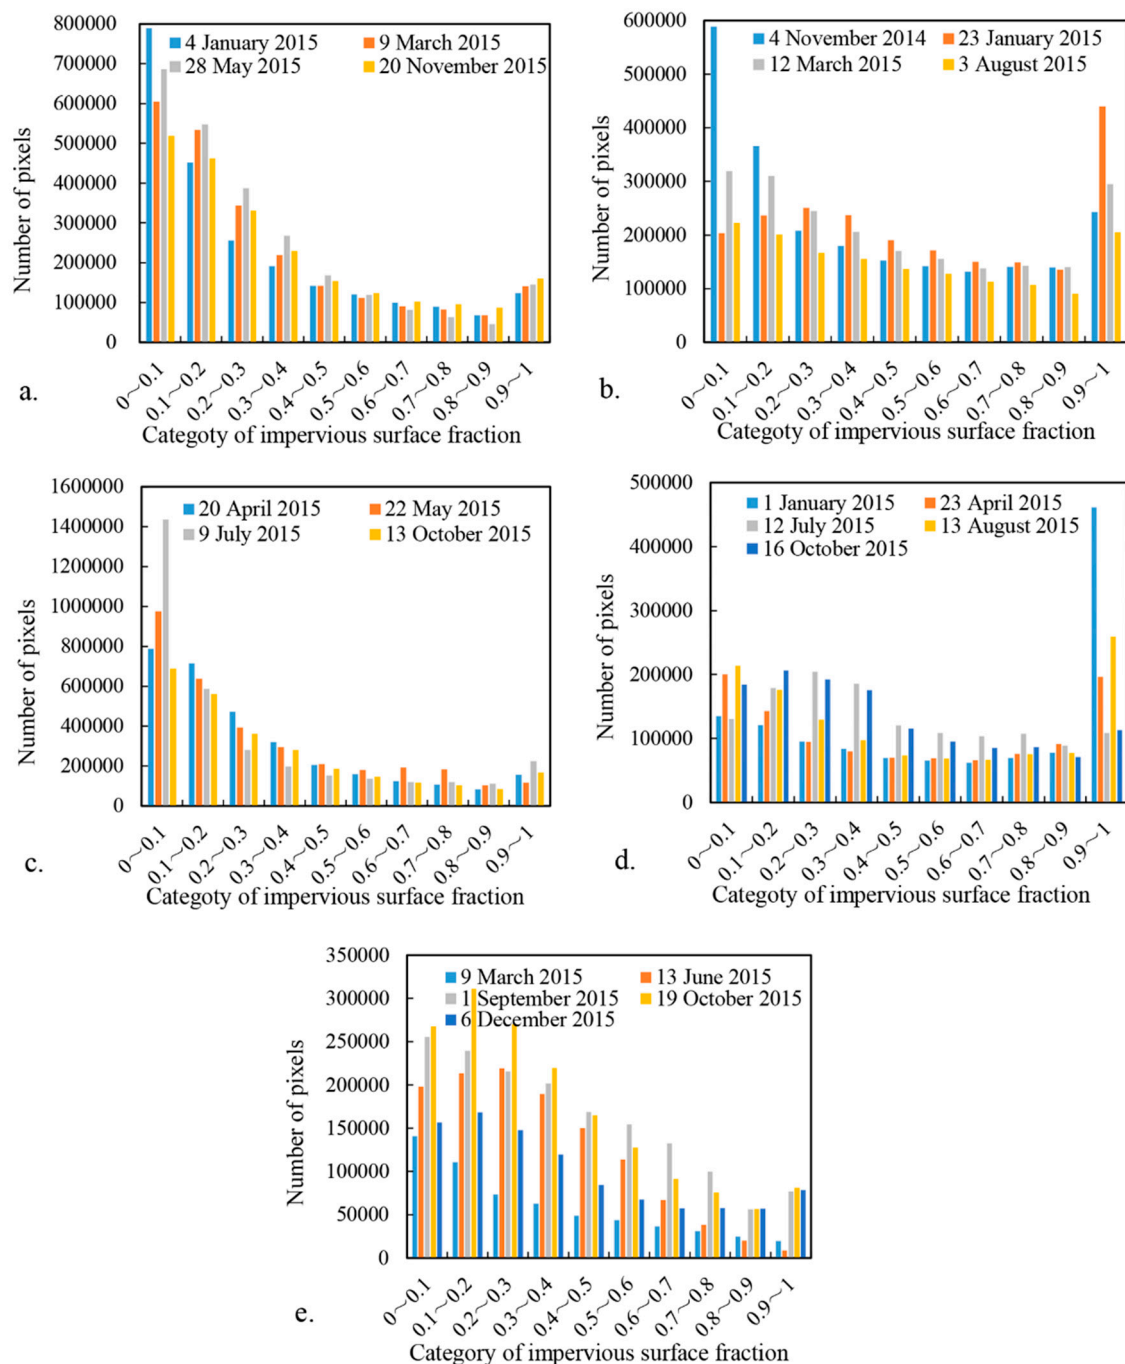 800000
700000
600000
500000
400000
300000
200000
100000
0
Number of pixels
4 January 2015
9 March 2015
28 May 2015
20 November 2015
0～0.1
0.1～0.2
0.2～0.3
0.3～0.4
0.4～0.5
0.5～0.6
0.6～0.7
0.7～0.8
0.8～0.9
0.9～1
a.
Categoty of impervious surface fraction
600000
500000
400000
300000
200000
100000
0
Number of pixels
4 November 2014
23 January 2015
12 March 2015
3 August 2015
0～0.1
0.1～0.2
0.2～0.3
0.3～0.4
0.4～0.5
0.5～0.6
0.6～0.7
0.7～0.8
0.8～0.9
0.9～1
b.
Categoty of impervious surface fraction
1600000
1400000
1200000
1000000
800000
600000
400000
200000
0
Number of pixels
20 April 2015
22 May 2015
9 July 2015
13 October 2015
0～0.1
0.1～0.2
0.2～0.3
0.3～0.4
0.4～0.5
0.5～0.6
0.6～0.7
0.7～0.8
0.8～0.9
0.9～1
c.
Categoty of impervious surface fraction
500000
400000
300000
200000
100000
0
Number of pixels
1 January 2015
23 April 2015
12 July 2015
13 August 2015
16 October 2015
0～0.1
0.1～0.2
0.2～0.3
0.3～0.4
0.4～0.5
0.5～0.6
0.6～0.7
0.7～0.8
0.8～0.9
0.9～1
d.
Categoty of impervious surface fraction
350000
300000
250000
200000
150000
100000
50000
0
Number of pixels
9 March 2015
13 June 2015
1 September 2015
19 October 2015
6 December 2015
0～0.1
0.1～0.2
0.2～0.3
0.3～0.4
0.4～0.5
0.5～0.6
0.6～0.7
0.7～0.8
0.8～0.9
0.9～1
e.
Category of impervious surface fraction